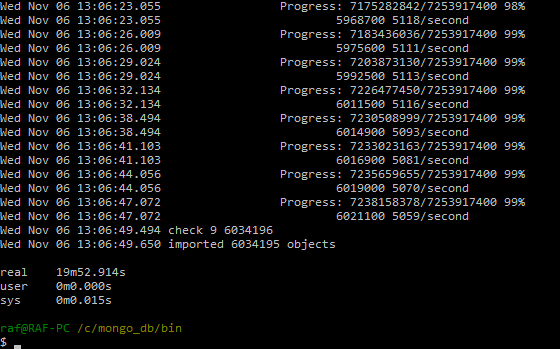 Wed Nov 06 13:06:23.055 Progress: 7175282842/7253917400 98%
Wed Nov 06 13:06:23.055 5968700 5118/second
Wed Nov 06 13:06:26.009 Progress: 7183436036/7253917400 99%
Wed Nov 06 13:06:26.009 5975600 5111/second
Wed Nov 06 13:06:29.024 Progress: 7203873130/7253917400 99%
Wed Nov 06 13:06:29.024 5992500 5113/second
Wed Nov 06 13:06:32.134 Progress: 7226477450/7253917400 99%
Wed Nov 06 13:06:32.134 6011500 5116/second
Wed Nov 06 13:06:38.494 Progress: 7230508999/7253917400 99%
Wed Nov 06 13:06:38.494 6014900 5093/second
Wed Nov 06 13:06:41.103 Progress: 7233023163/7253917400 99%
Wed Nov 06 13:06:41.103 6016900 5081/second
Wed Nov 06 13:06:44.056 Progress: 7235659655/7253917400 99%
Wed Nov 06 13:06:44.056 6019000 5070/second
Wed Nov 06 13:06:47.072 Progress: 7238158378/7253917400 99%
Wed Nov 06 13:06:47.072 6021100 5059/second
Wed Nov 06 13:06:49.494 check 9 6034196
Wed Nov 06 13:06:49.650 imported 6034195 objects
real 19m52.914s
user 0m0.000s
sys 0m0.015s
raf@RAF-PC /c/mongo_db/bin
$